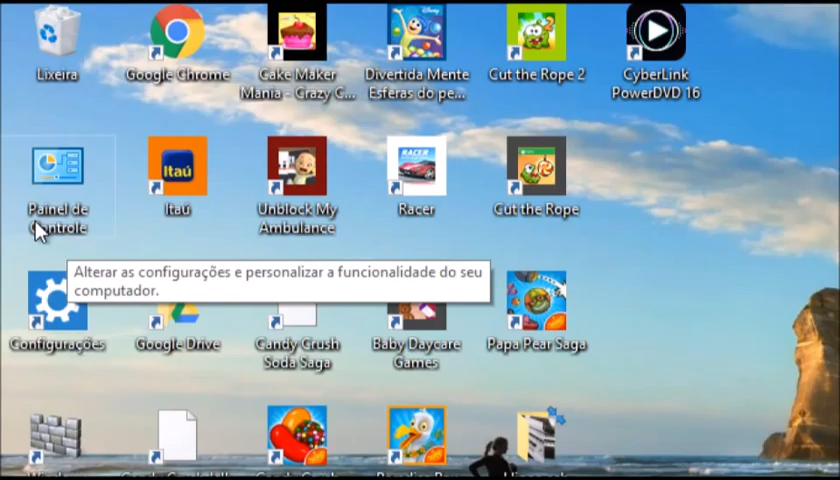 Lixeira
Google Chrome
Cake Maker
Mania - Crazy C...
Divertida Mente
Esferas do pe...
Cut the Rope 2
CyberLink
PowerDVD 16
Painel de
Controle
Itaú
Itaú
Unblock My
Ambulance
RACER
Racer
Cut the Rope
Alterar as configurações e personalizar a funcionalidade do seu
computador.
Configurações
Google Drive
Candy Crush
Soda Saga
Baby Daycare
Games
Papa Pear Saga